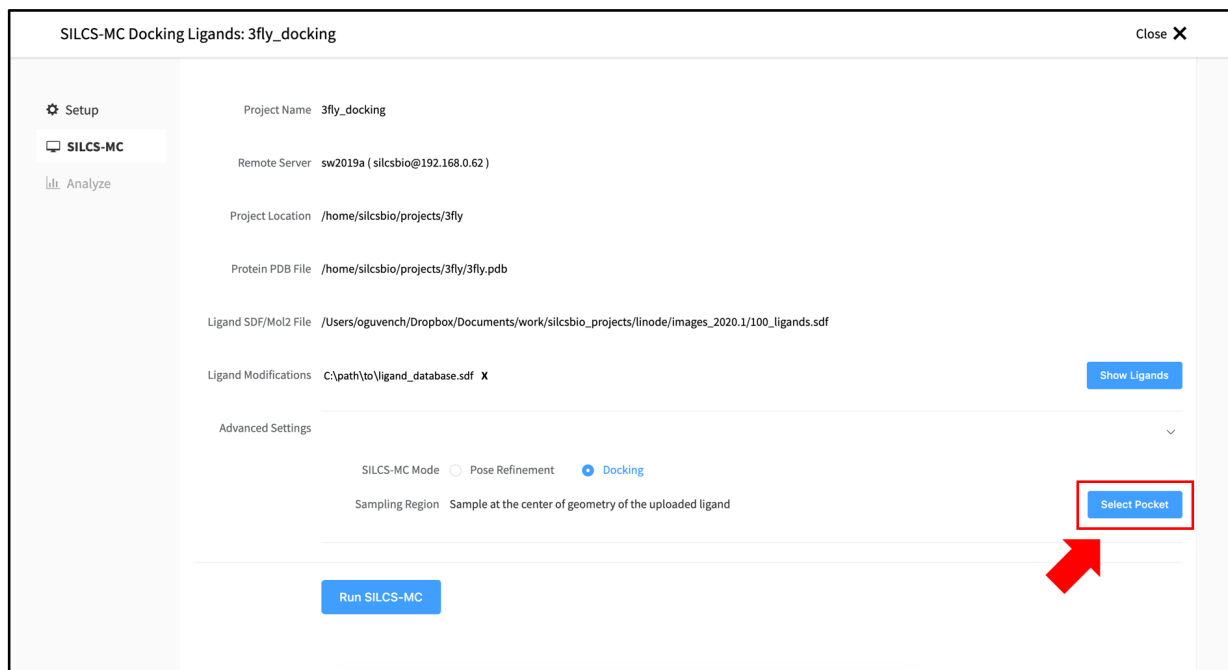 SILCS-MC Docking Ligands: 3fly_docking
Close X
Setup
SILCS-MC
Analyze
Project Name 3fly_docking
Remote Server sw2019a ( silcsbio@192.168.0.62 )
Project Location /home/silcsbio/projects/3fly
Protein PDB File /home/silcsbio/projects/3fly/3fly.pdb
Ligand SDF/Mol2 File /Users/oguvench/Dropbox/Documents/work/silcsbio_projects/linode/images_2020.1/100_ligands.sdf
Ligand Modifications C:\path\to\ligand_database.sdf X
Show Ligands
Advanced Settings
SILCS-MC Mode Pose Refinement Docking
Sampling Region Sample at the center of geometry of the uploaded ligand
Select Pocket
Run SILCS-MC